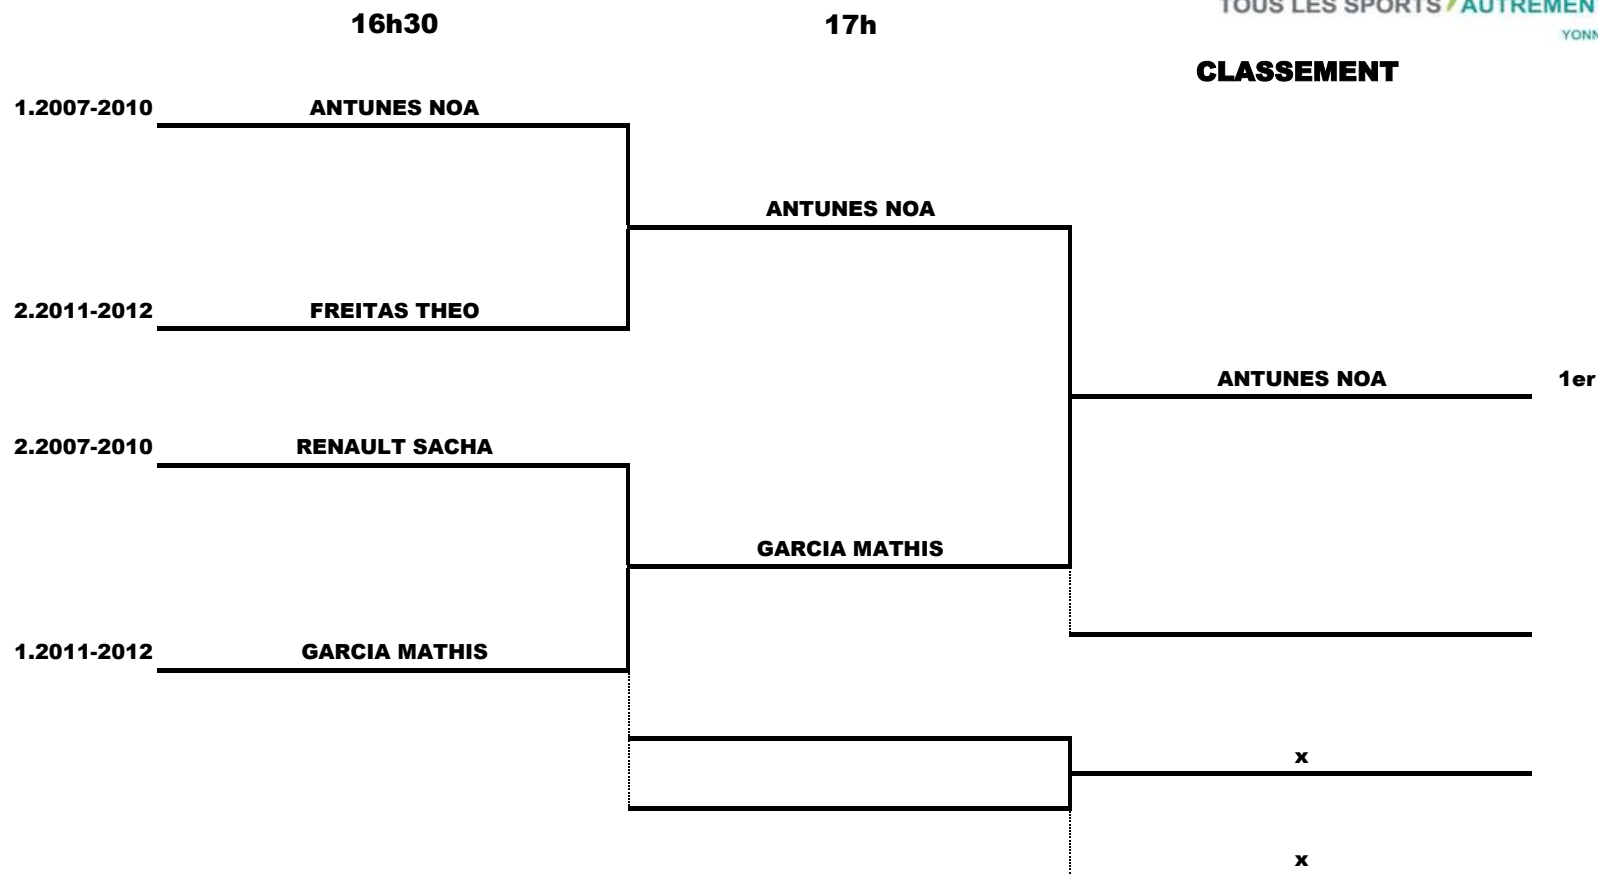 TOUS LES SPORTS AUTREMEN
YONN
16h30
17h
CLASSEMENT
1.2007-2010
ANTUNES NOA
ANTUNES NOA
2.2011-2012
FREITAS THEO
ANTUNES NOA
1er
2.2007-2010
RENAULT SACHA
GARCIA MATHIS
1.2011-2012
GARCIA MATHIS
x
x